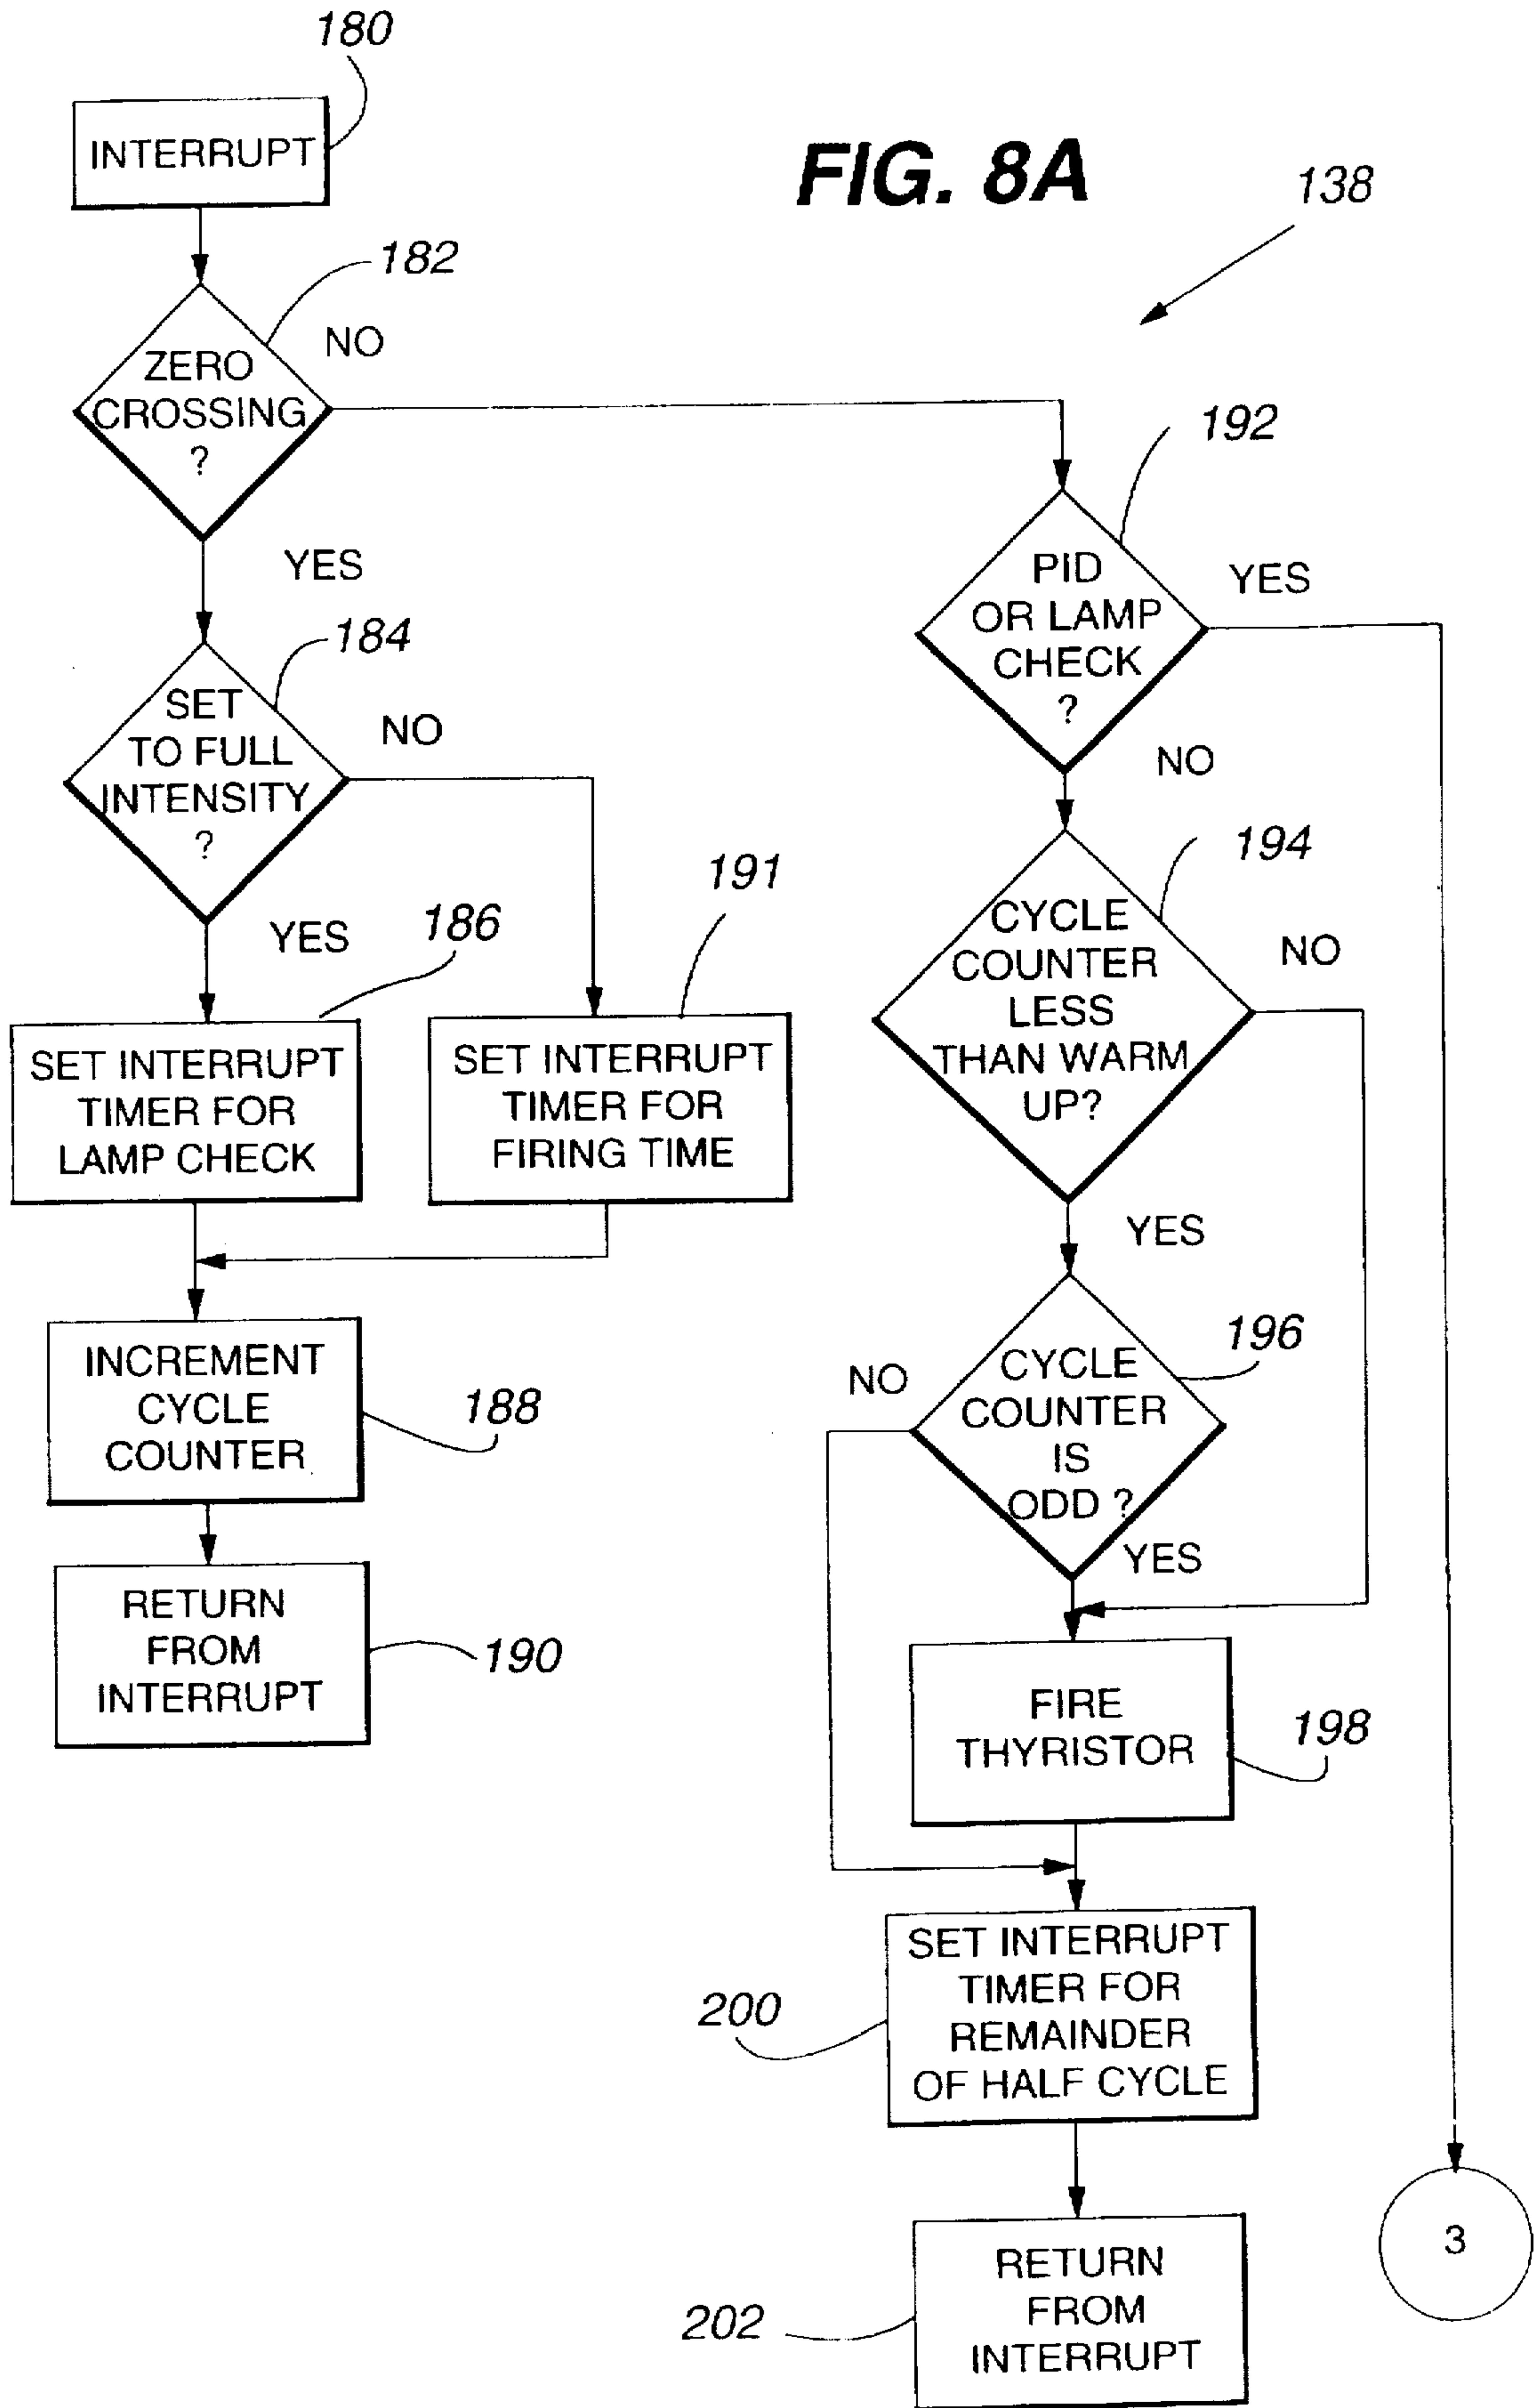 180
INTERRUPT
FIG. 8A
138
182
ZERO
CROSSING
?
NO
YES
184
SET
TO FULL
INTENSITY
?
NO
YES
186
SET INTERRUPT
TIMER FOR
LAMP CHECK
191
SET INTERRUPT
TIMER FOR
FIRING TIME
INCREMENT
CYCLE
COUNTER
188
RETURN
FROM
INTERRUPT
190
192
PID
OR LAMP
CHECK
?
YES
NO
194
CYCLE
COUNTER
LESS
THAN WARM
UP?
NO
YES
196
CYCLE
COUNTER
IS
ODD ?
NO
YES
FIRE
THYRISTOR
198
SET INTERRUPT
TIMER FOR
REMAINDER
OF HALF CYCLE
200
RETURN
FROM
INTERRUPT
202
3